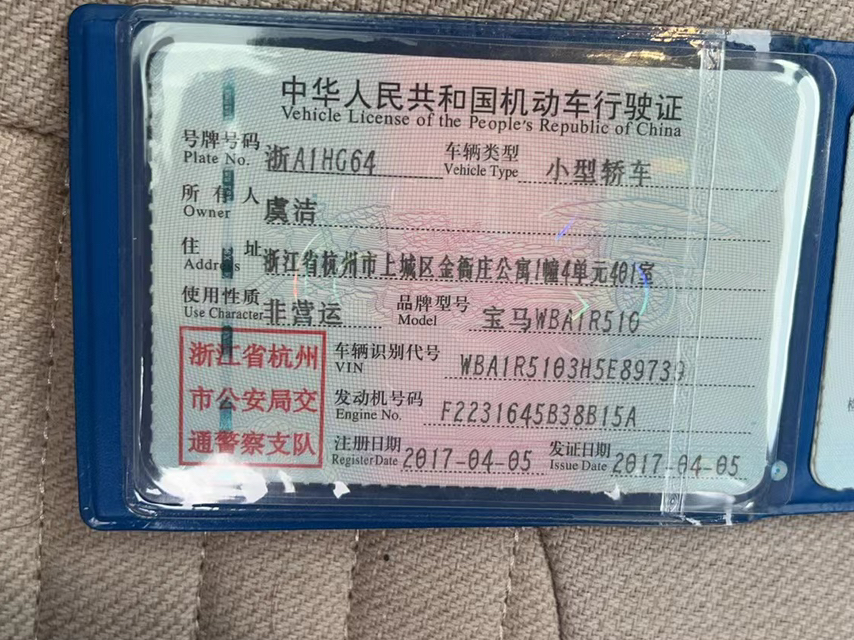 中华人民共和国机动车行驶证
Vehicle License of the People's Republic of China
号牌号码 Plate No. 浙A1HG64 车辆类型 Vehicle Type 小型轿车
所有人 Owner 虞洁
住址 Address 浙江省杭州市上城区金衙庄公寓1幢4单元401室
使用性质 Use Character 非营运 品牌型号 Model 宝马WBA1R510
浙江省杭州
市公安局交
通警察支队
车辆识别代号 VIN WBA1R5103H5E89739
发动机号码 Engine No. F2231645B38B15A
注册日期 Register Date 2017-04-05 发证日期 Issue Date 2017-04-05